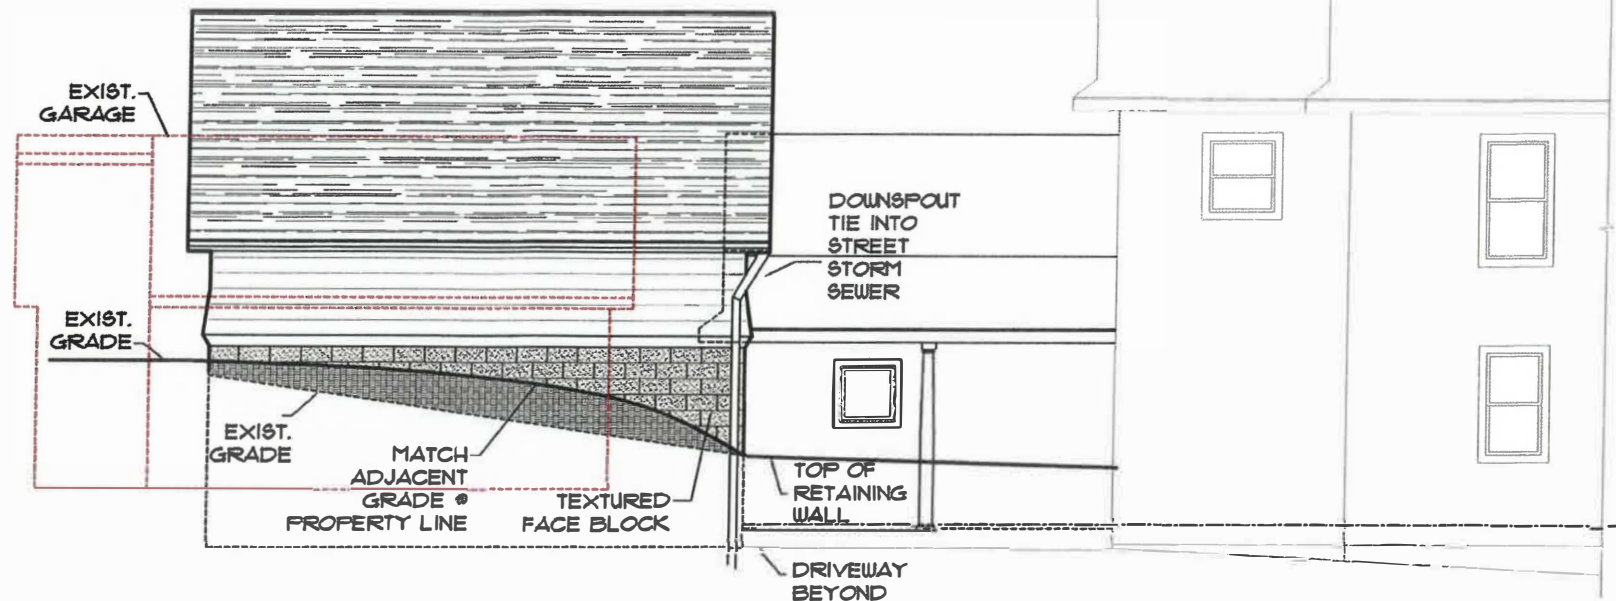 EXIST.
GARAGE
DOWNSPOUT
TIE INTO
STREET
STORM
SEWER
EXIST.
GRADE
EXIST.
GRADE
MATCH
ADJACENT
GRADE @
PROPERTY LINE
TEXTURED
FACE BLOCK
TOP OF
RETAINING
WALL
DRIVEWAY
BEYOND